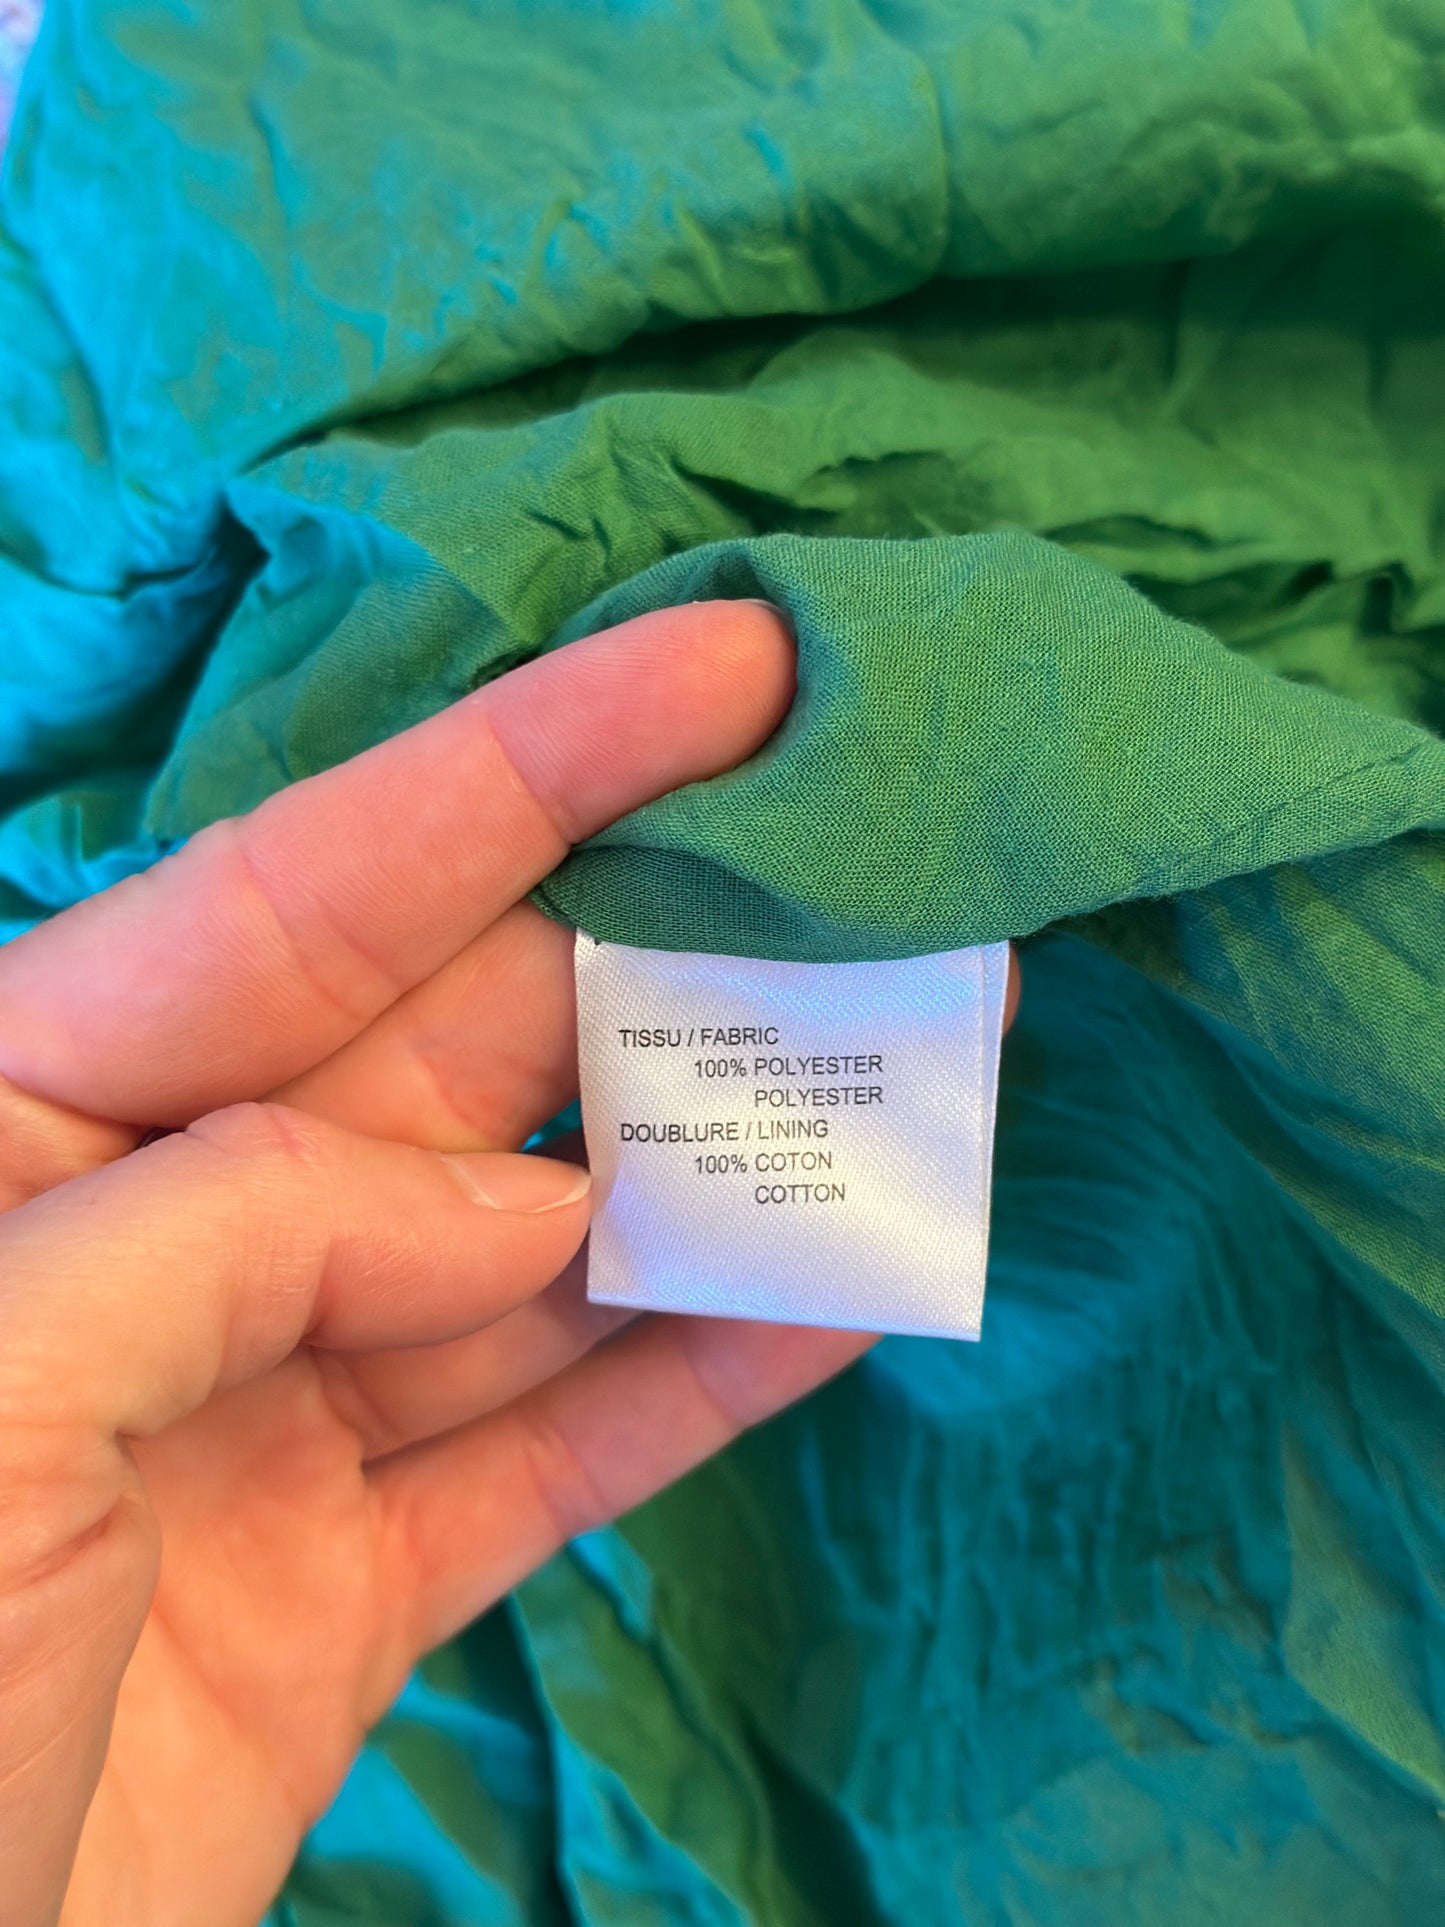 TISSU / FABRIC
100% POLYESTER
POLYESTER
DOUBLURE / LINING
100% COTON
COTTON